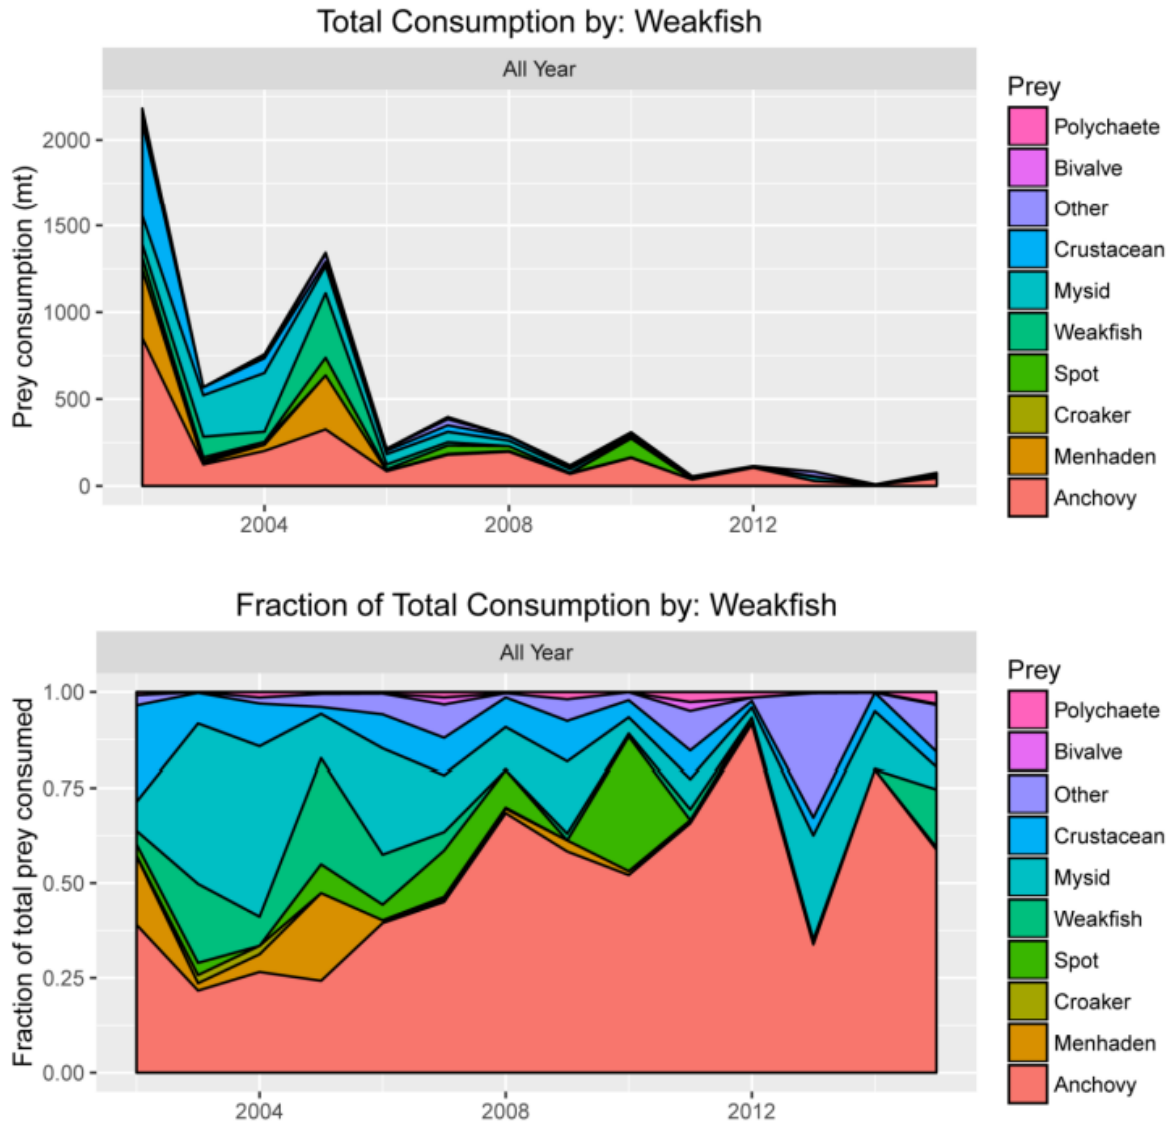 Total Consumption by: Weakfish
All Year
Prey consumption (mt)
2000
1500
1000
500
0
2004
2008
2012
Prey
Polychaete
Bivalve
Other
Crustacean
Mysid
Weakfish
Spot
Croaker
Menhaden
Anchovy
Fraction of Total Consumption by: Weakfish
All Year
Fraction of total prey consumed
1.00
0.75
0.50
0.25
0.00
2004
2008
2012
Prey
Polychaete
Bivalve
Other
Crustacean
Mysid
Weakfish
Spot
Croaker
Menhaden
Anchovy